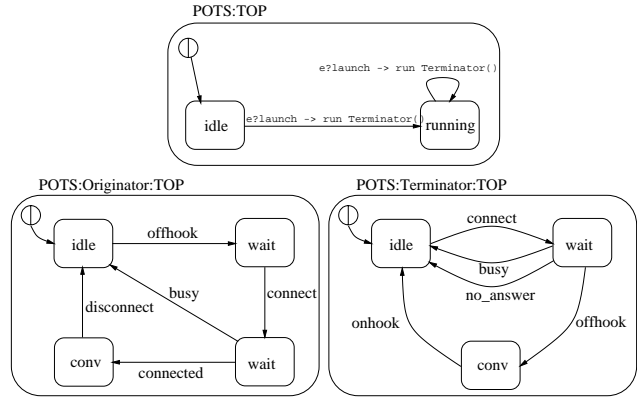 POTS:TOP
e?launch -> run Terminator()
e?launch -> run Terminator()
idle
running
POTS:Originator:TOP
idle
offhook
wait
disconnect
busy
connect
conv
connected
wait
POTS:Terminator:TOP
connect
idle
wait
busy
no_answer
onhook
offhook
conv